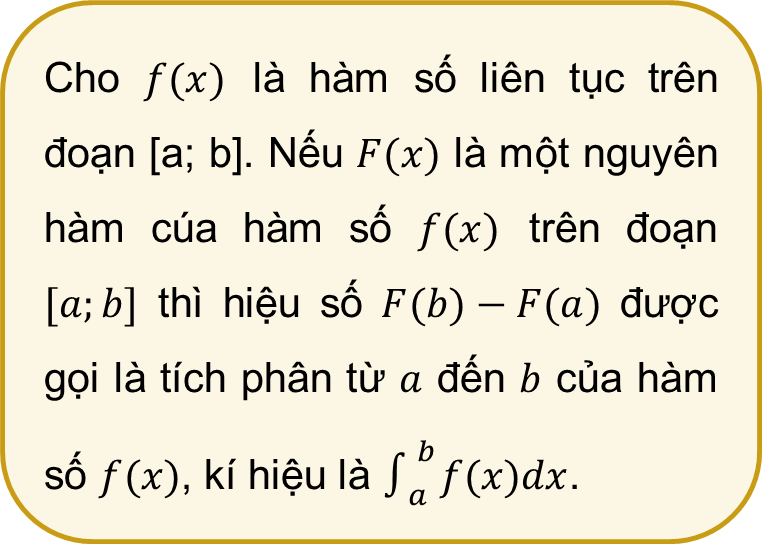 Cho f(x) là hàm số liên tục trên
đoạn [a; b]. Nếu F(x) là một nguyên
hàm cúa hàm số f(x) trên đoạn
[a; b] thì hiệu số F(b) − F(a) được
gọi là tích phân từ a đến b của hàm
số f(x), kí hiệu là ∫_a^b f(x)dx.